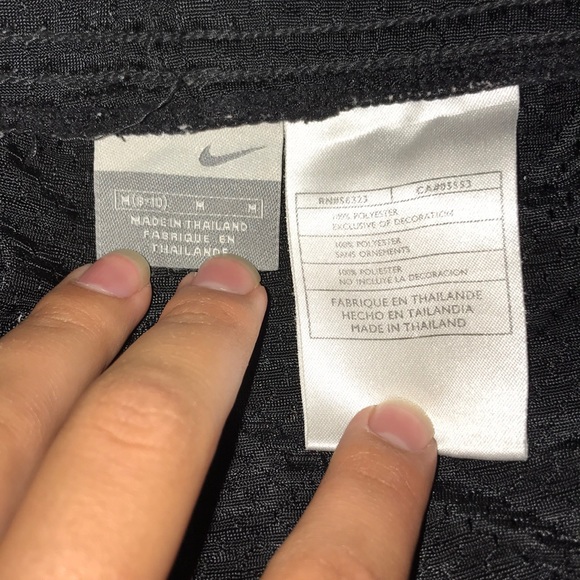 M (8-10) M M
MADE IN THAILAND
FABRIQUE EN
THAILANDE
RN#56323 CA#05553
100% POLYESTER
EXCLUSIVE OF DECORATION
100% POLYESTER
SANS ORNEMENTS
100% POLIESTER
NO INCLUYE LA DECORACION
FABRIQUE EN THAILANDE
HECHO EN TAILANDIA
MADE IN THAILAND